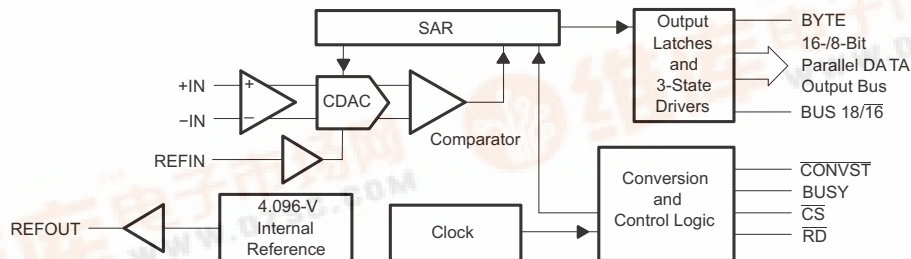 SAR
Output
Latches
and
3-State
Drivers
BYTE
16-/8-Bit
Parallel DATA
Output Bus
BUS 18/16
+IN
−IN
+
−
CDAC
Comparator
REFIN
4.096-V
Internal
Reference
REFOUT
Clock
Conversion
and
Control Logic
CONVST
BUSY
CS
RD